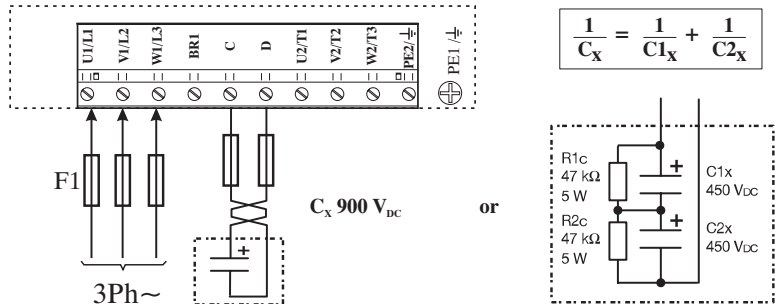 U1/L1 V1/L2 W1/L3 BR1 C D U2/T1 V2/T2 W2/T3 PE2/⏚ PE1/⏚
F1
3Ph~
+
Cx 900 VDC
or
1/Cx = 1/C1x + 1/C2x
R1c
47 kΩ
5 W
+
C1x
450 VDC
R2c
47 kΩ
5 W
+
C2x
450 VDC